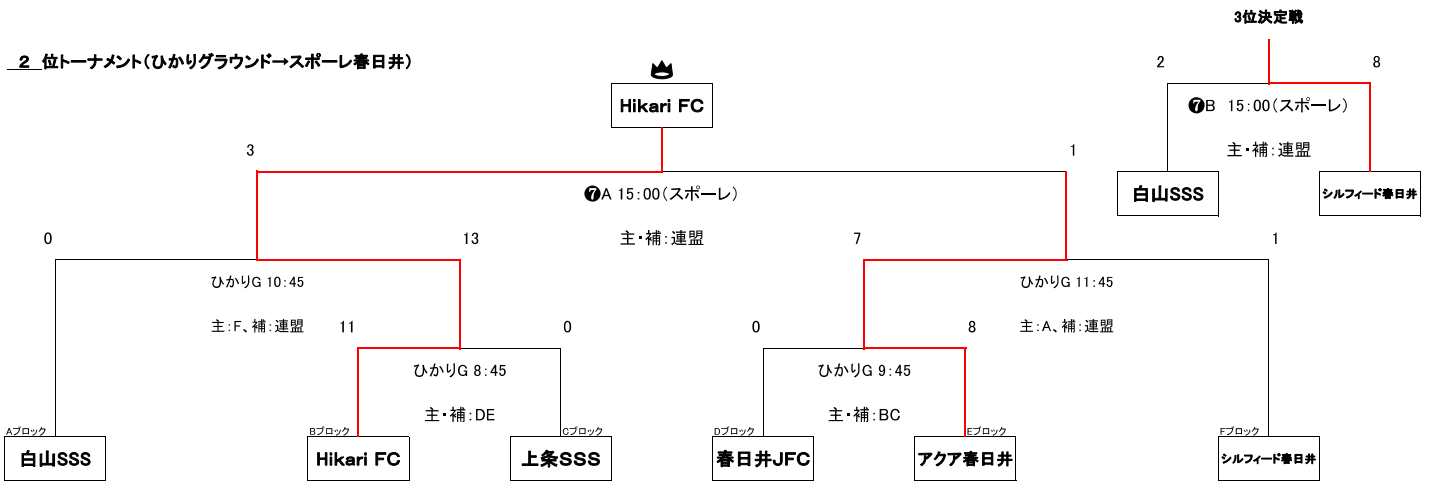 3位決定戦
２ 位トーナメント(ひかりグラウンド→スポーレ春日井)
2
8
Hikari FC
❼B 15:00(スポーレ)
主・補:連盟
3
1
白山SSS
シルフィード春日井
❼A 15:00(スポーレ)
主・補:連盟
0
13
7
1
ひかりG 10:45
ひかりG 11:45
主:F、補:連盟
11
0
0
8
主:A、補:連盟
ひかりG 8:45
ひかりG 9:45
主・補:DE
主・補:BC
Aブロック
Bブロック
Cブロック
Dブロック
Eブロック
Fブロック
白山SSS
Hikari FC
上条SSS
春日井JFC
アクア春日井
シルフィード春日井